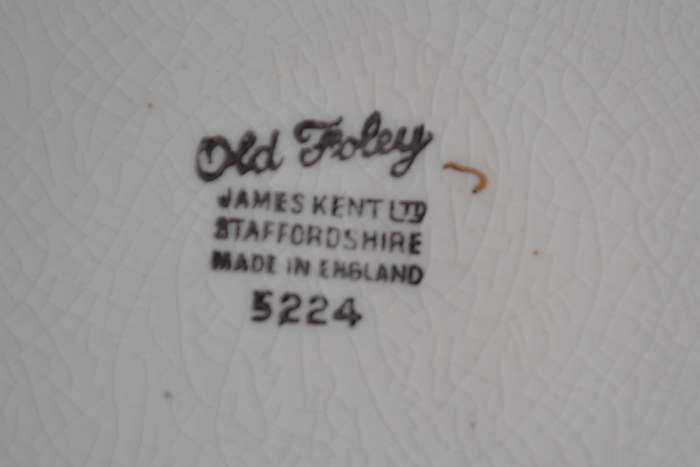 Old Foley
JAMES KENT LTD
STAFFORDSHIRE
MADE IN ENGLAND
5224